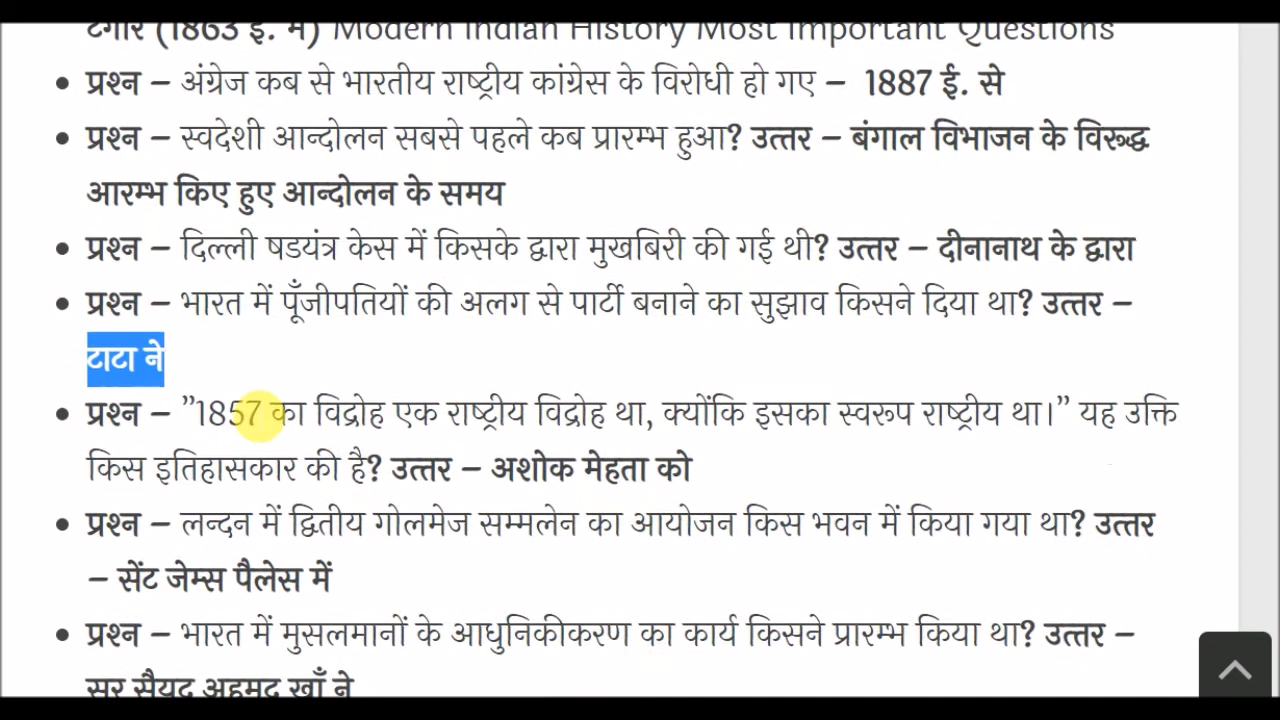 टैगोर (1863 ई. में) Modern Indian History Most Important Questions
प्रश्न – अंग्रेज कब से भारतीय राष्ट्रीय कांग्रेस के विरोधी हो गए – 1887 ई. से
प्रश्न – स्वदेशी आन्दोलन सबसे पहले कब प्रारम्भ हुआ? उत्तर – बंगाल विभाजन के विरूद्ध
आरम्भ किए हुए आन्दोलन के समय
प्रश्न – दिल्ली षडयंत्र केस में किसके द्वारा मुखबिरी की गई थी? उत्तर – दीनानाथ के द्वारा
प्रश्न – भारत में पूँजीपतियों की अलग से पार्टी बनाने का सुझाव किसने दिया था? उत्तर –
टाटा ने
प्रश्न – ”1857 का विद्रोह एक राष्ट्रीय विद्रोह था, क्योंकि इसका स्वरूप राष्ट्रीय था।” यह उक्ति
किस इतिहासकार की है? उत्तर – अशोक मेहता को
प्रश्न – लन्दन में द्वितीय गोलमेज सम्मलेन का आयोजन किस भवन में किया गया था? उत्तर
– सेंट जेम्स पैलेस में
प्रश्न – भारत में मुसलमानों के आधुनिकीकरण का कार्य किसने प्रारम्भ किया था? उत्तर –
सर सैयद अहमद खाँ ने